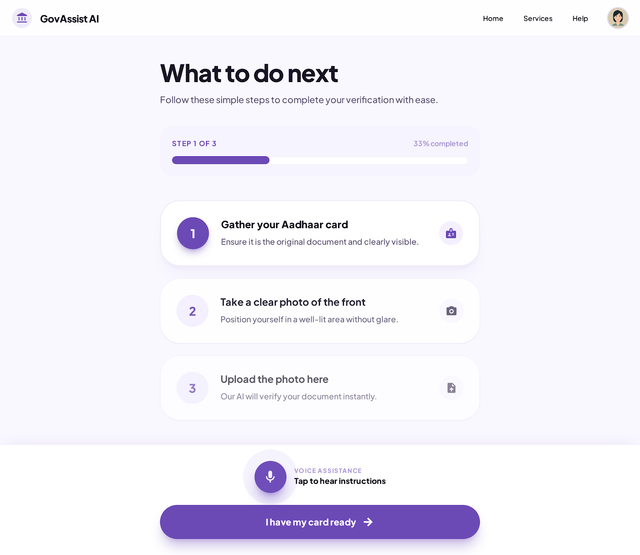 GovAssist AI
Home
Services
Help
What to do next
Follow these simple steps to complete your verification with ease.
STEP 1 OF 3
33% completed
1
Gather your Aadhaar card
Ensure it is the original document and clearly visible.
2
Take a clear photo of the front
Position yourself in a well-lit area without glare.
3
Upload the photo here
Our AI will verify your document instantly.
VOICE ASSISTANCE
Tap to hear instructions
I have my card ready